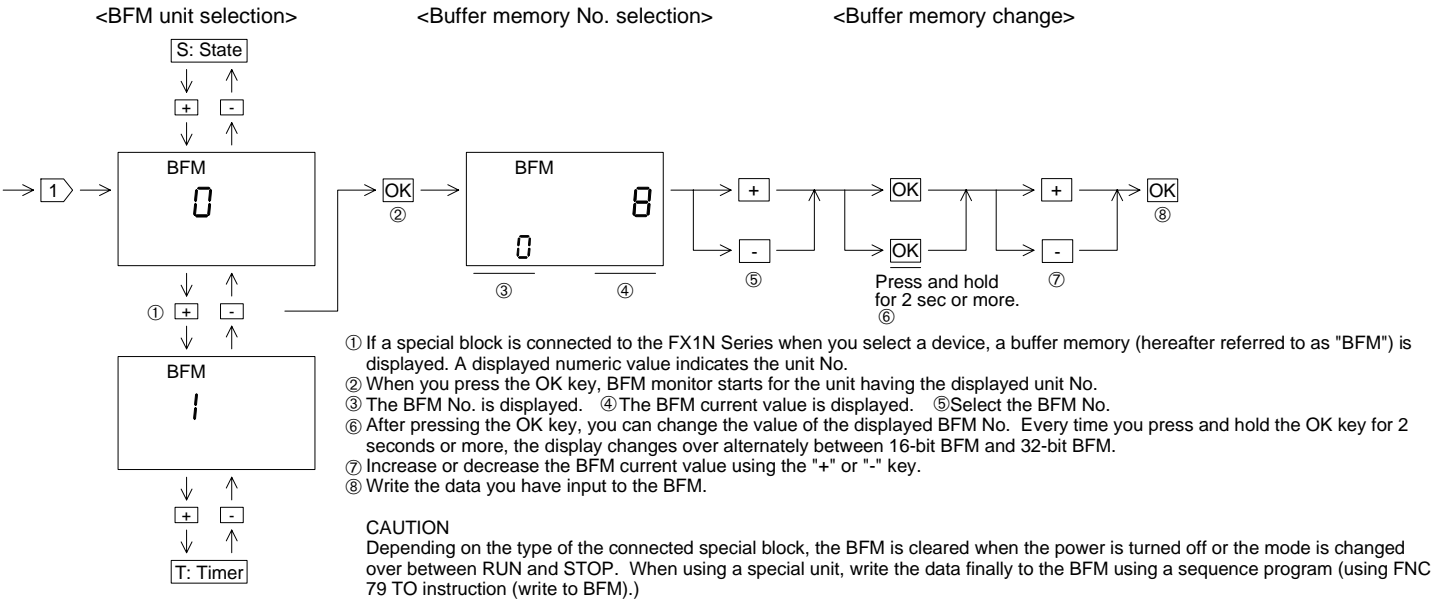 <BFM unit selection>
<Buffer memory No. selection>
<Buffer memory change>
S: State
+ -
1
BFM
0
OK
②
BFM
8
0
③ ④
+
-
⑤
OK
OK
Press and hold
for 2 sec or more.
⑥
+
-
⑦
OK
⑧
① + -
BFM
1
+ -
T: Timer
① If a special block is connected to the FX1N Series when you select a device, a buffer memory (hereafter referred to as "BFM") is
displayed. A displayed numeric value indicates the unit No.
② When you press the OK key, BFM monitor starts for the unit having the displayed unit No.
③ The BFM No. is displayed. ④The BFM current value is displayed. ⑤Select the BFM No.
⑥ After pressing the OK key, you can change the value of the displayed BFM No. Every time you press and hold the OK key for 2
seconds or more, the display changes over alternately between 16-bit BFM and 32-bit BFM.
⑦ Increase or decrease the BFM current value using the "+" or "-" key.
⑧ Write the data you have input to the BFM.
CAUTION
Depending on the type of the connected special block, the BFM is cleared when the power is turned off or the mode is changed
over between RUN and STOP. When using a special unit, write the data finally to the BFM using a sequence program (using FNC
79 TO instruction (write to BFM).)